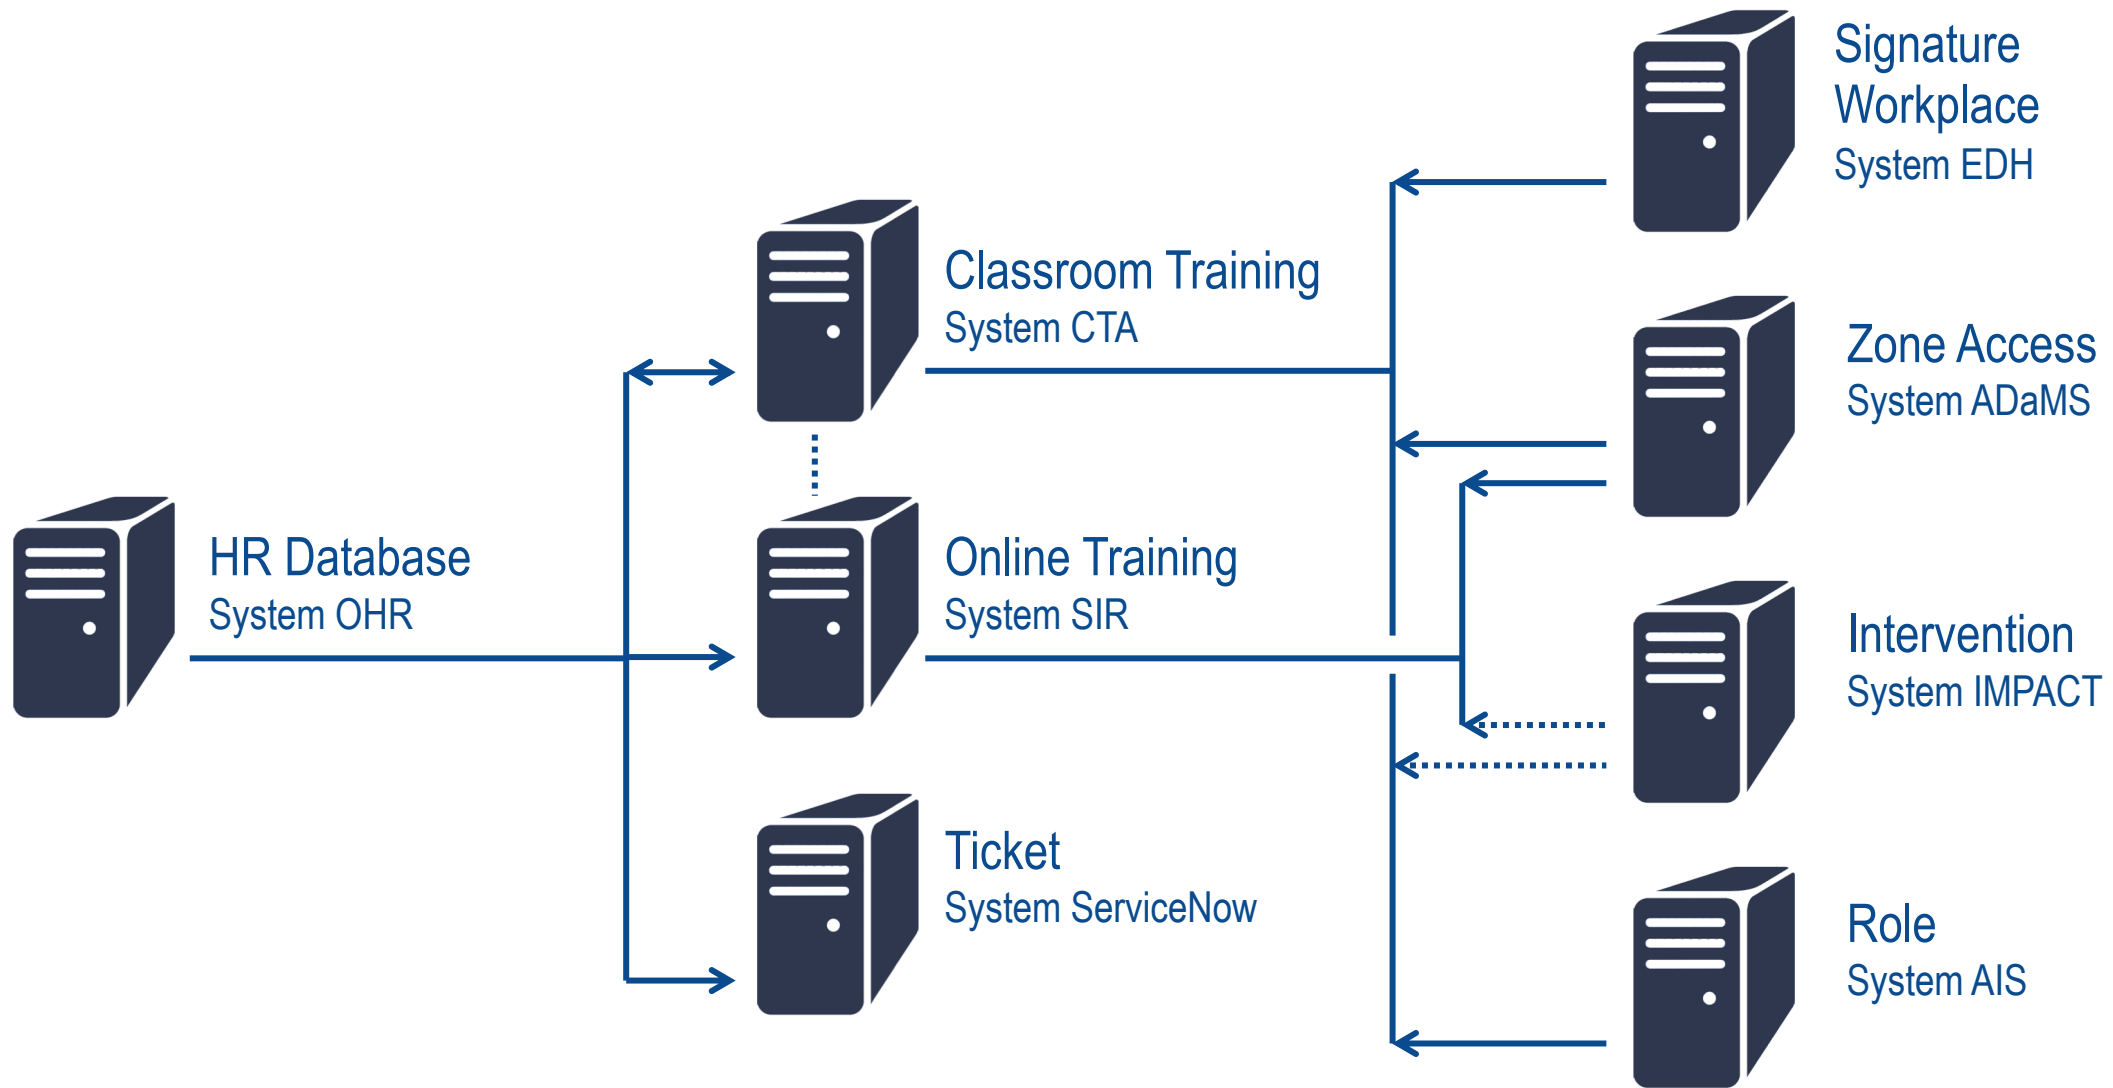 Signature
Workplace
System EDH
Classroom Training
System CTA
Zone Access
System ADaMS
HR Database
System OHR
Online Training
System SIR
Intervention
System IMPACT
Ticket
System ServiceNow
Role
System AIS